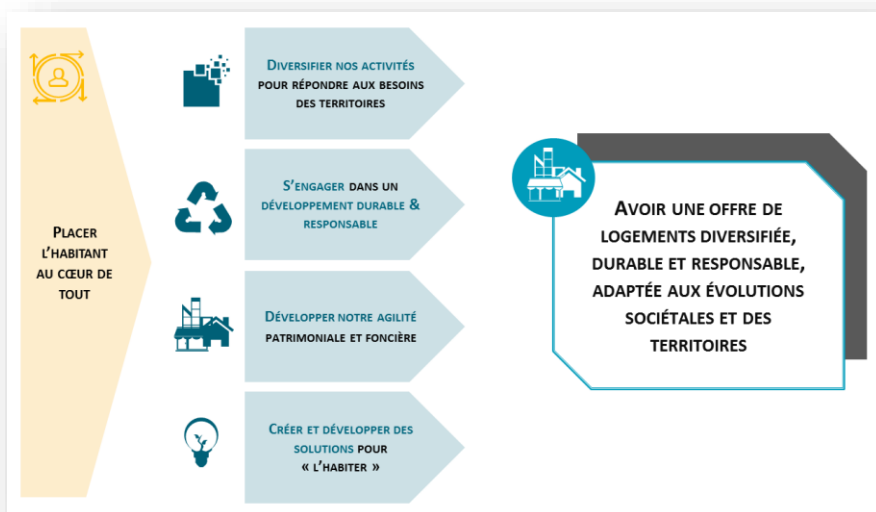 PLACER
L'HABITANT
AU CŒUR DE
TOUT
DIVERSIFIER NOS ACTIVITÉS
POUR RÉPONDRE AUX BESOINS
DES TERRITOIRES
S'ENGAGER DANS UN
DÉVELOPPEMENT DURABLE &
RESPONSABLE
DÉVELOPPER NOTRE AGILITÉ
PATRIMONIALE ET FONCIÈRE
CRÉER ET DÉVELOPPER DES
SOLUTIONS POUR
« L'HABITER »
AVOIR UNE OFFRE DE
LOGEMENTS DIVERSIFIÉE,
DURABLE ET RESPONSABLE,
ADAPTÉE AUX ÉVOLUTIONS
SOCIÉTALES ET DES
TERRITOIRES